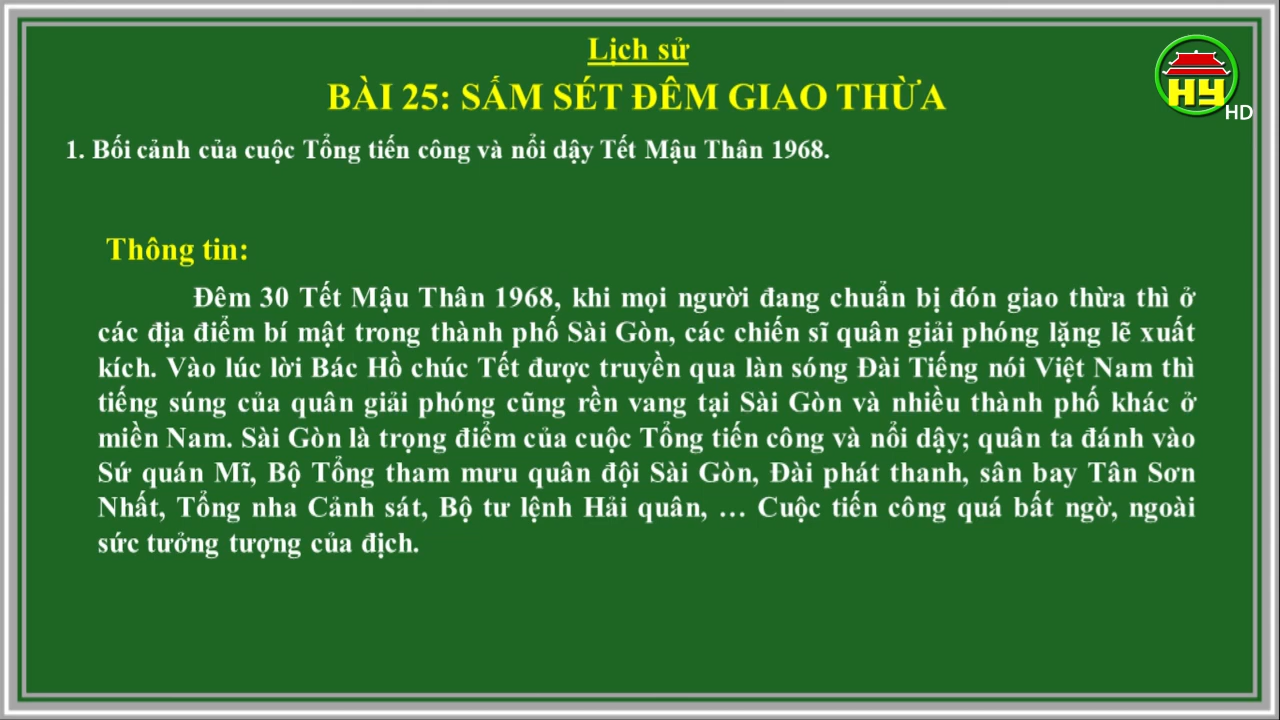 Lịch sử
BÀI 25: SẤM SÉT ĐÊM GIAO THỪA
HY
HD
1. Bối cảnh của cuộc Tổng tiến công và nổi dậy Tết Mậu Thân 1968.
Thông tin:
Đêm 30 Tết Mậu Thân 1968, khi mọi người đang chuẩn bị đón giao thừa thì ở
các địa điểm bí mật trong thành phố Sài Gòn, các chiến sĩ quân giải phóng lặng lẽ xuất
kích. Vào lúc lời Bác Hồ chúc Tết được truyền qua làn sóng Đài Tiếng nói Việt Nam thì
tiếng súng của quân giải phóng cũng rền vang tại Sài Gòn và nhiều thành phố khác ở
miền Nam. Sài Gòn là trọng điểm của cuộc Tổng tiến công và nổi dậy; quân ta đánh vào
Sứ quán Mĩ, Bộ Tổng tham mưu quân đội Sài Gòn, Đài phát thanh, sân bay Tân Sơn
Nhất, Tổng nha Cảnh sát, Bộ tư lệnh Hải quân, … Cuộc tiến công quá bất ngờ, ngoài
sức tưởng tượng của địch.